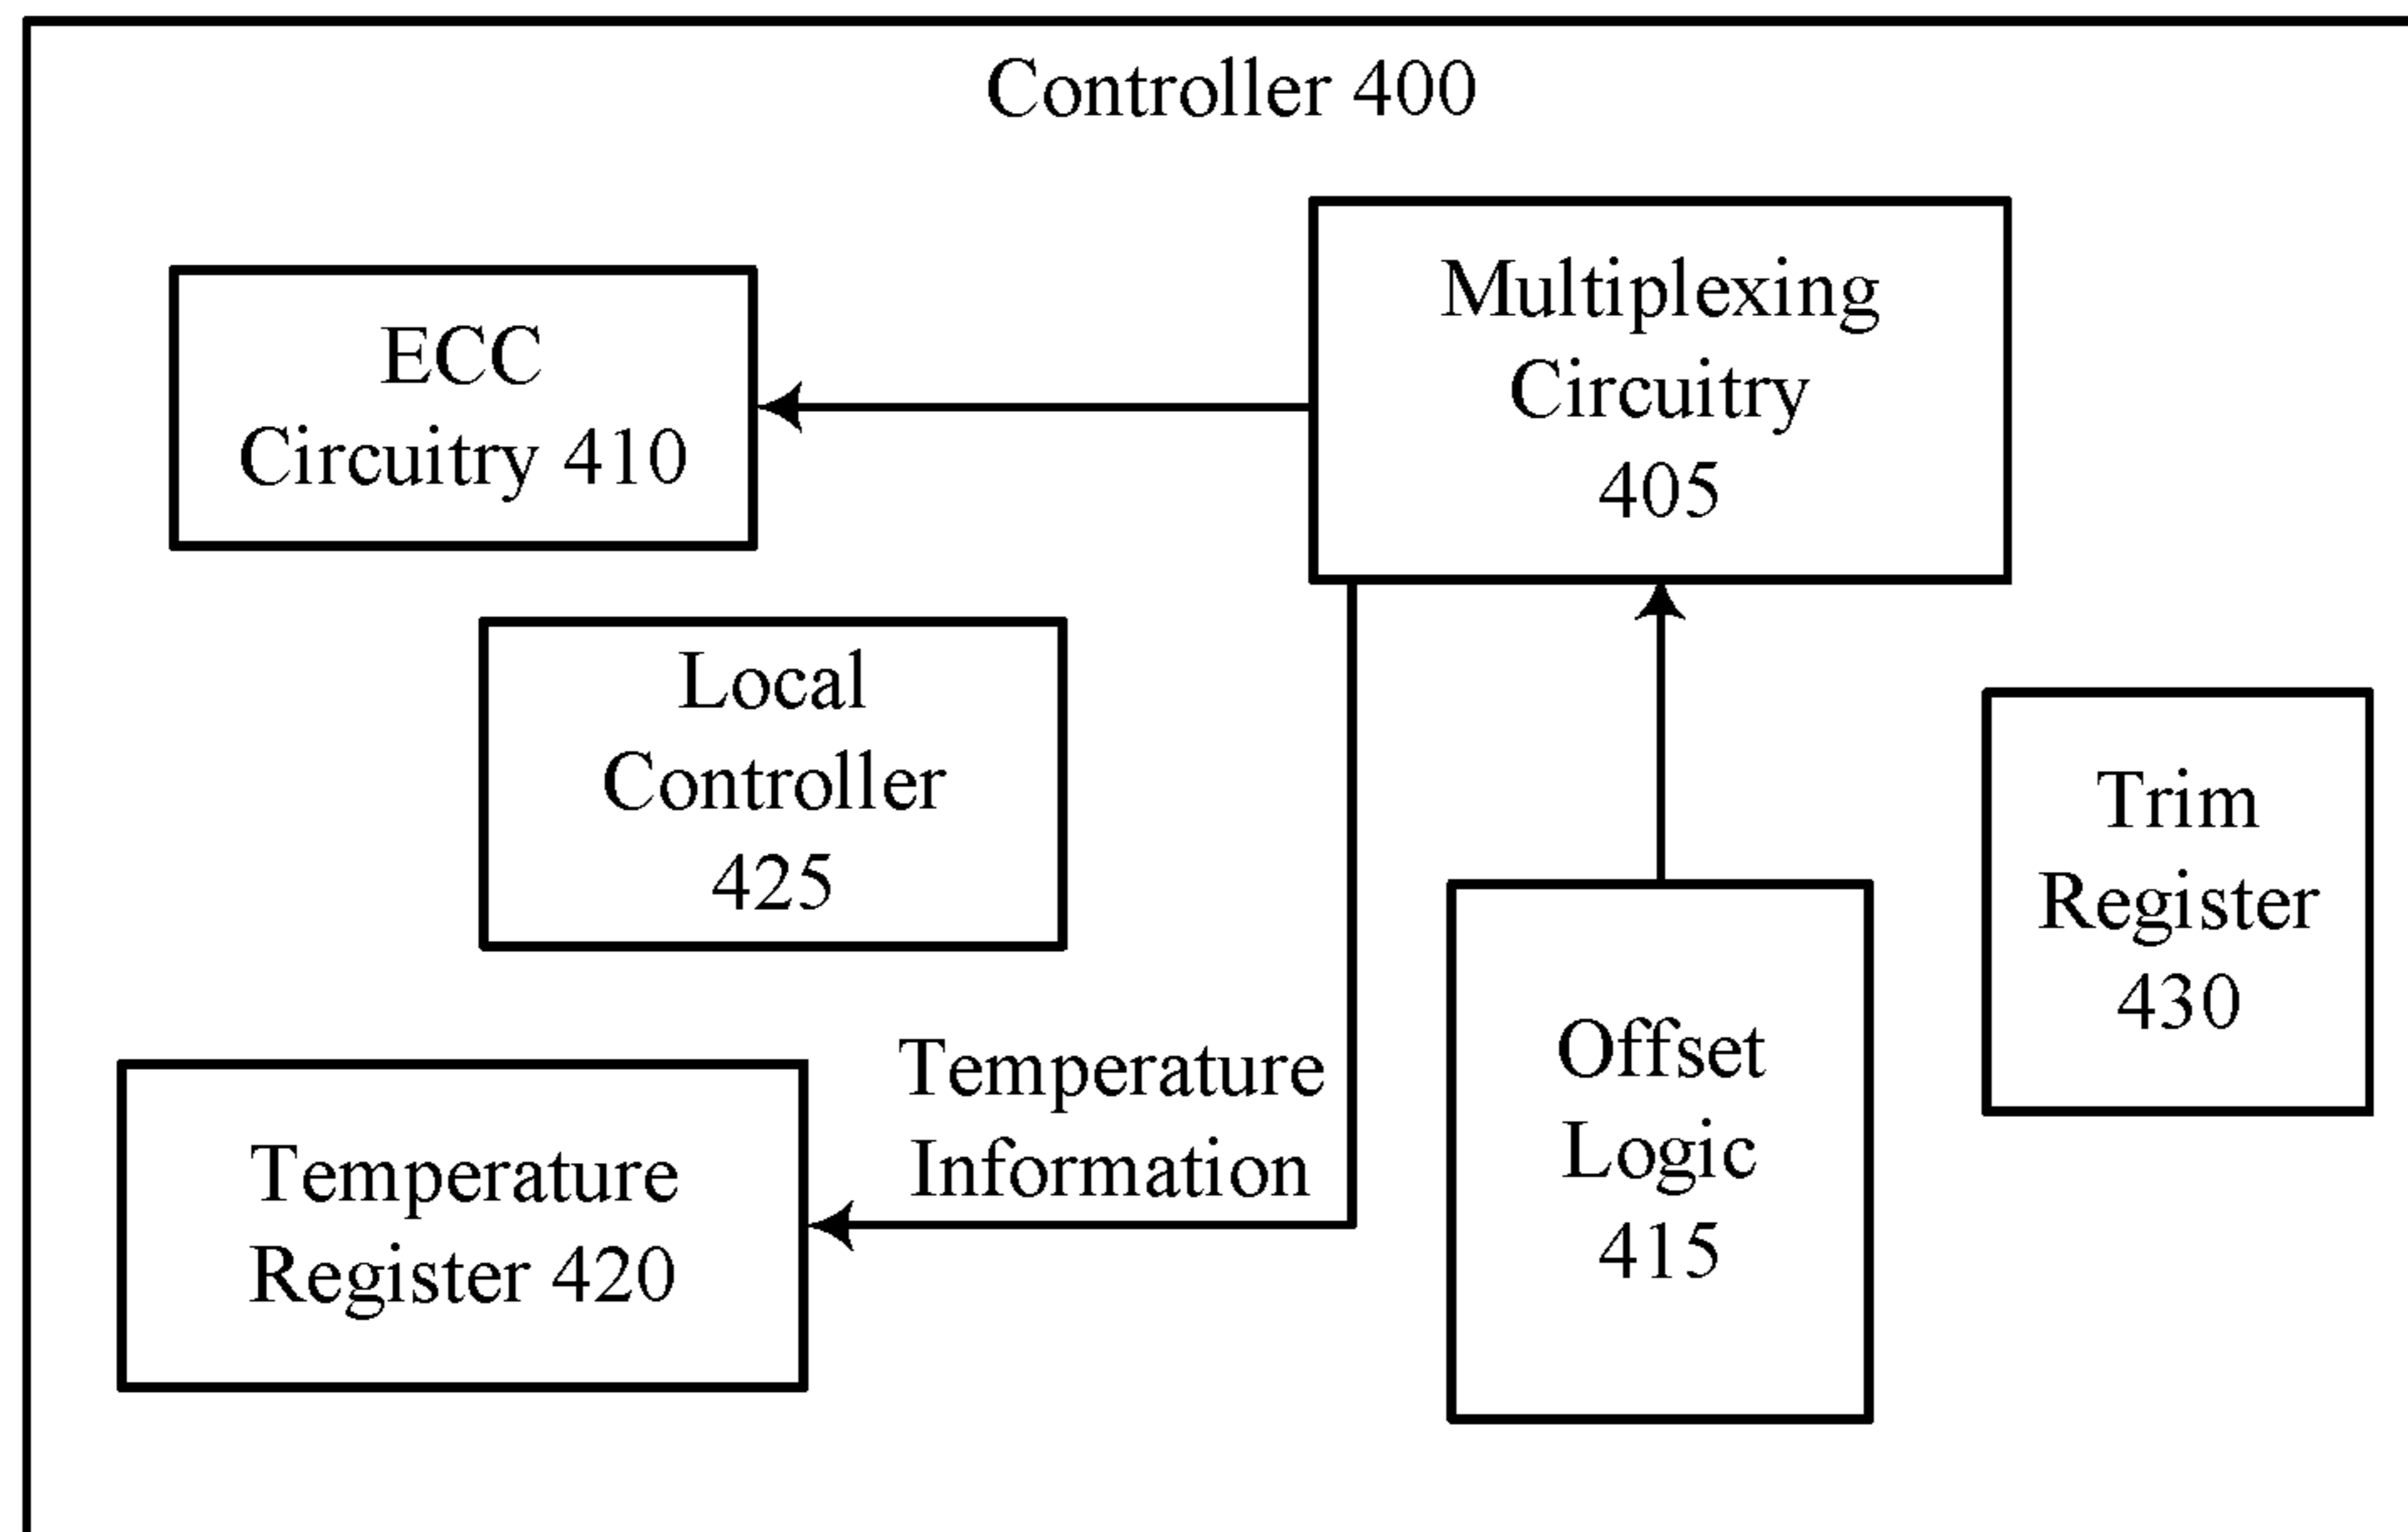 Controller 400
Multiplexing
Circuitry
405
ECC
Circuitry 410
Local
Controller
425
Trim
Register
430
Offset
Logic
415
Temperature
Information
Temperature
Register 420